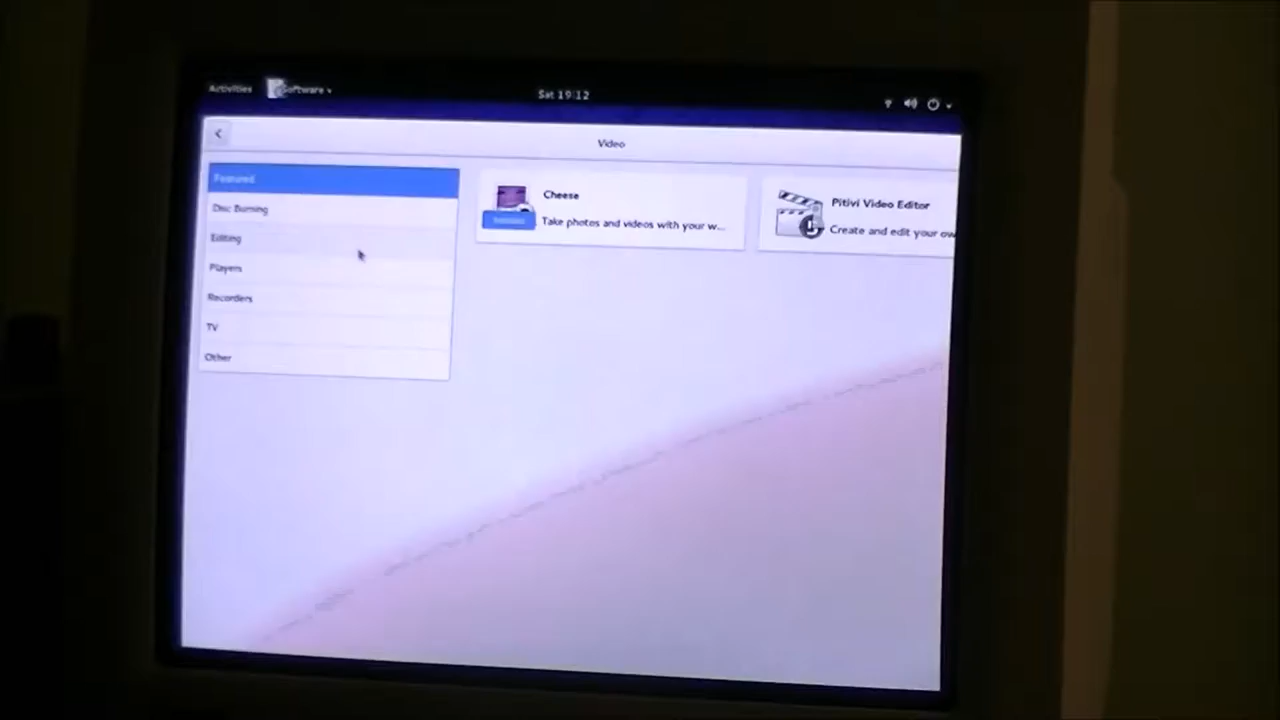 Activities
Software
Sat 19:12
Video
Featured
Disc Burning
Editing
Players
Recorders
TV
Other
Cheese
Take photos and videos with your w...
Pitivi Video Editor
Create and edit your ow